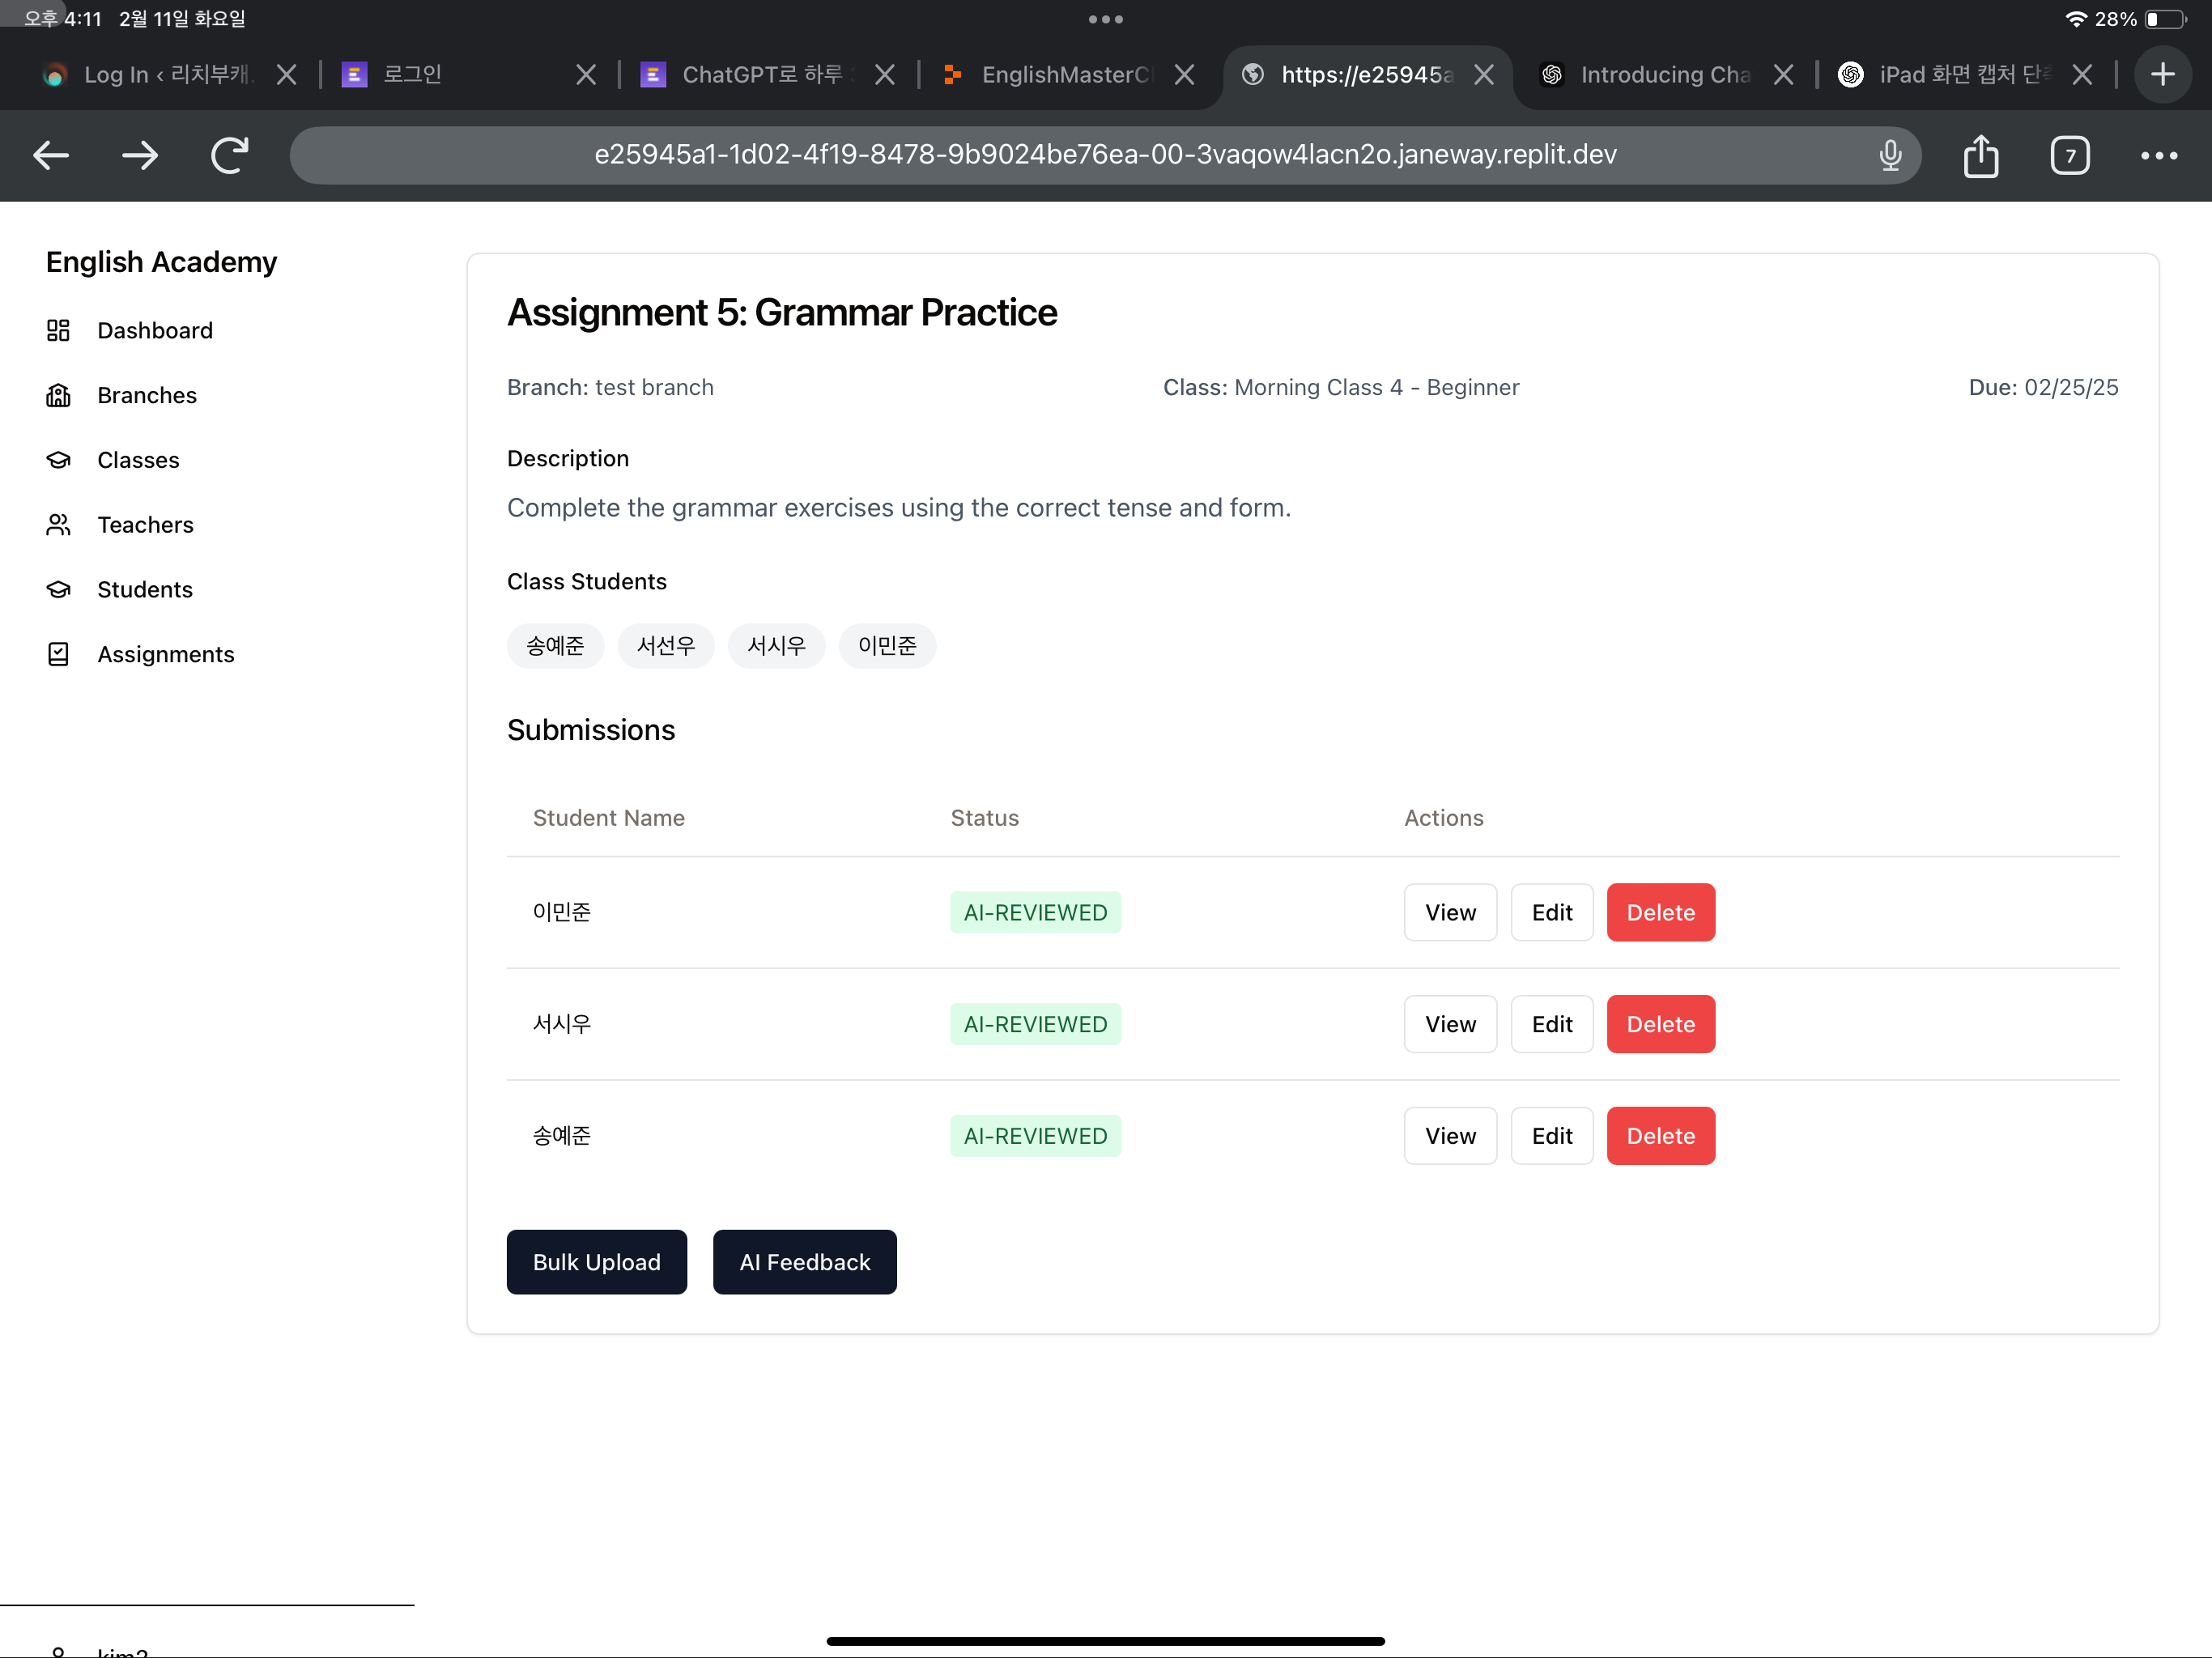 오후 4:11 2월 11일 화요일
28%
Log In ‹ 리치부캐
로그인
ChatGPT로 하루
EnglishMasterCl
https://e25945a
Introducing Cha
iPad 화면 캡처 단축
e25945a1-1d02-4f19-8478-9b9024be76ea-00-3vaqow4lacn2o.janeway.replit.dev
7
English Academy
Dashboard
Branches
Classes
Teachers
Students
Assignments
Assignment 5: Grammar Practice
Branch: test branch
Class: Morning Class 4 - Beginner
Due: 02/25/25
Description
Complete the grammar exercises using the correct tense and form.
Class Students
송예준 서선우 서시우 이민준
Submissions
Student Name Status Actions
이민준 AI-REVIEWED View Edit Delete
서시우 AI-REVIEWED View Edit Delete
송예준 AI-REVIEWED View Edit Delete
Bulk Upload AI Feedback